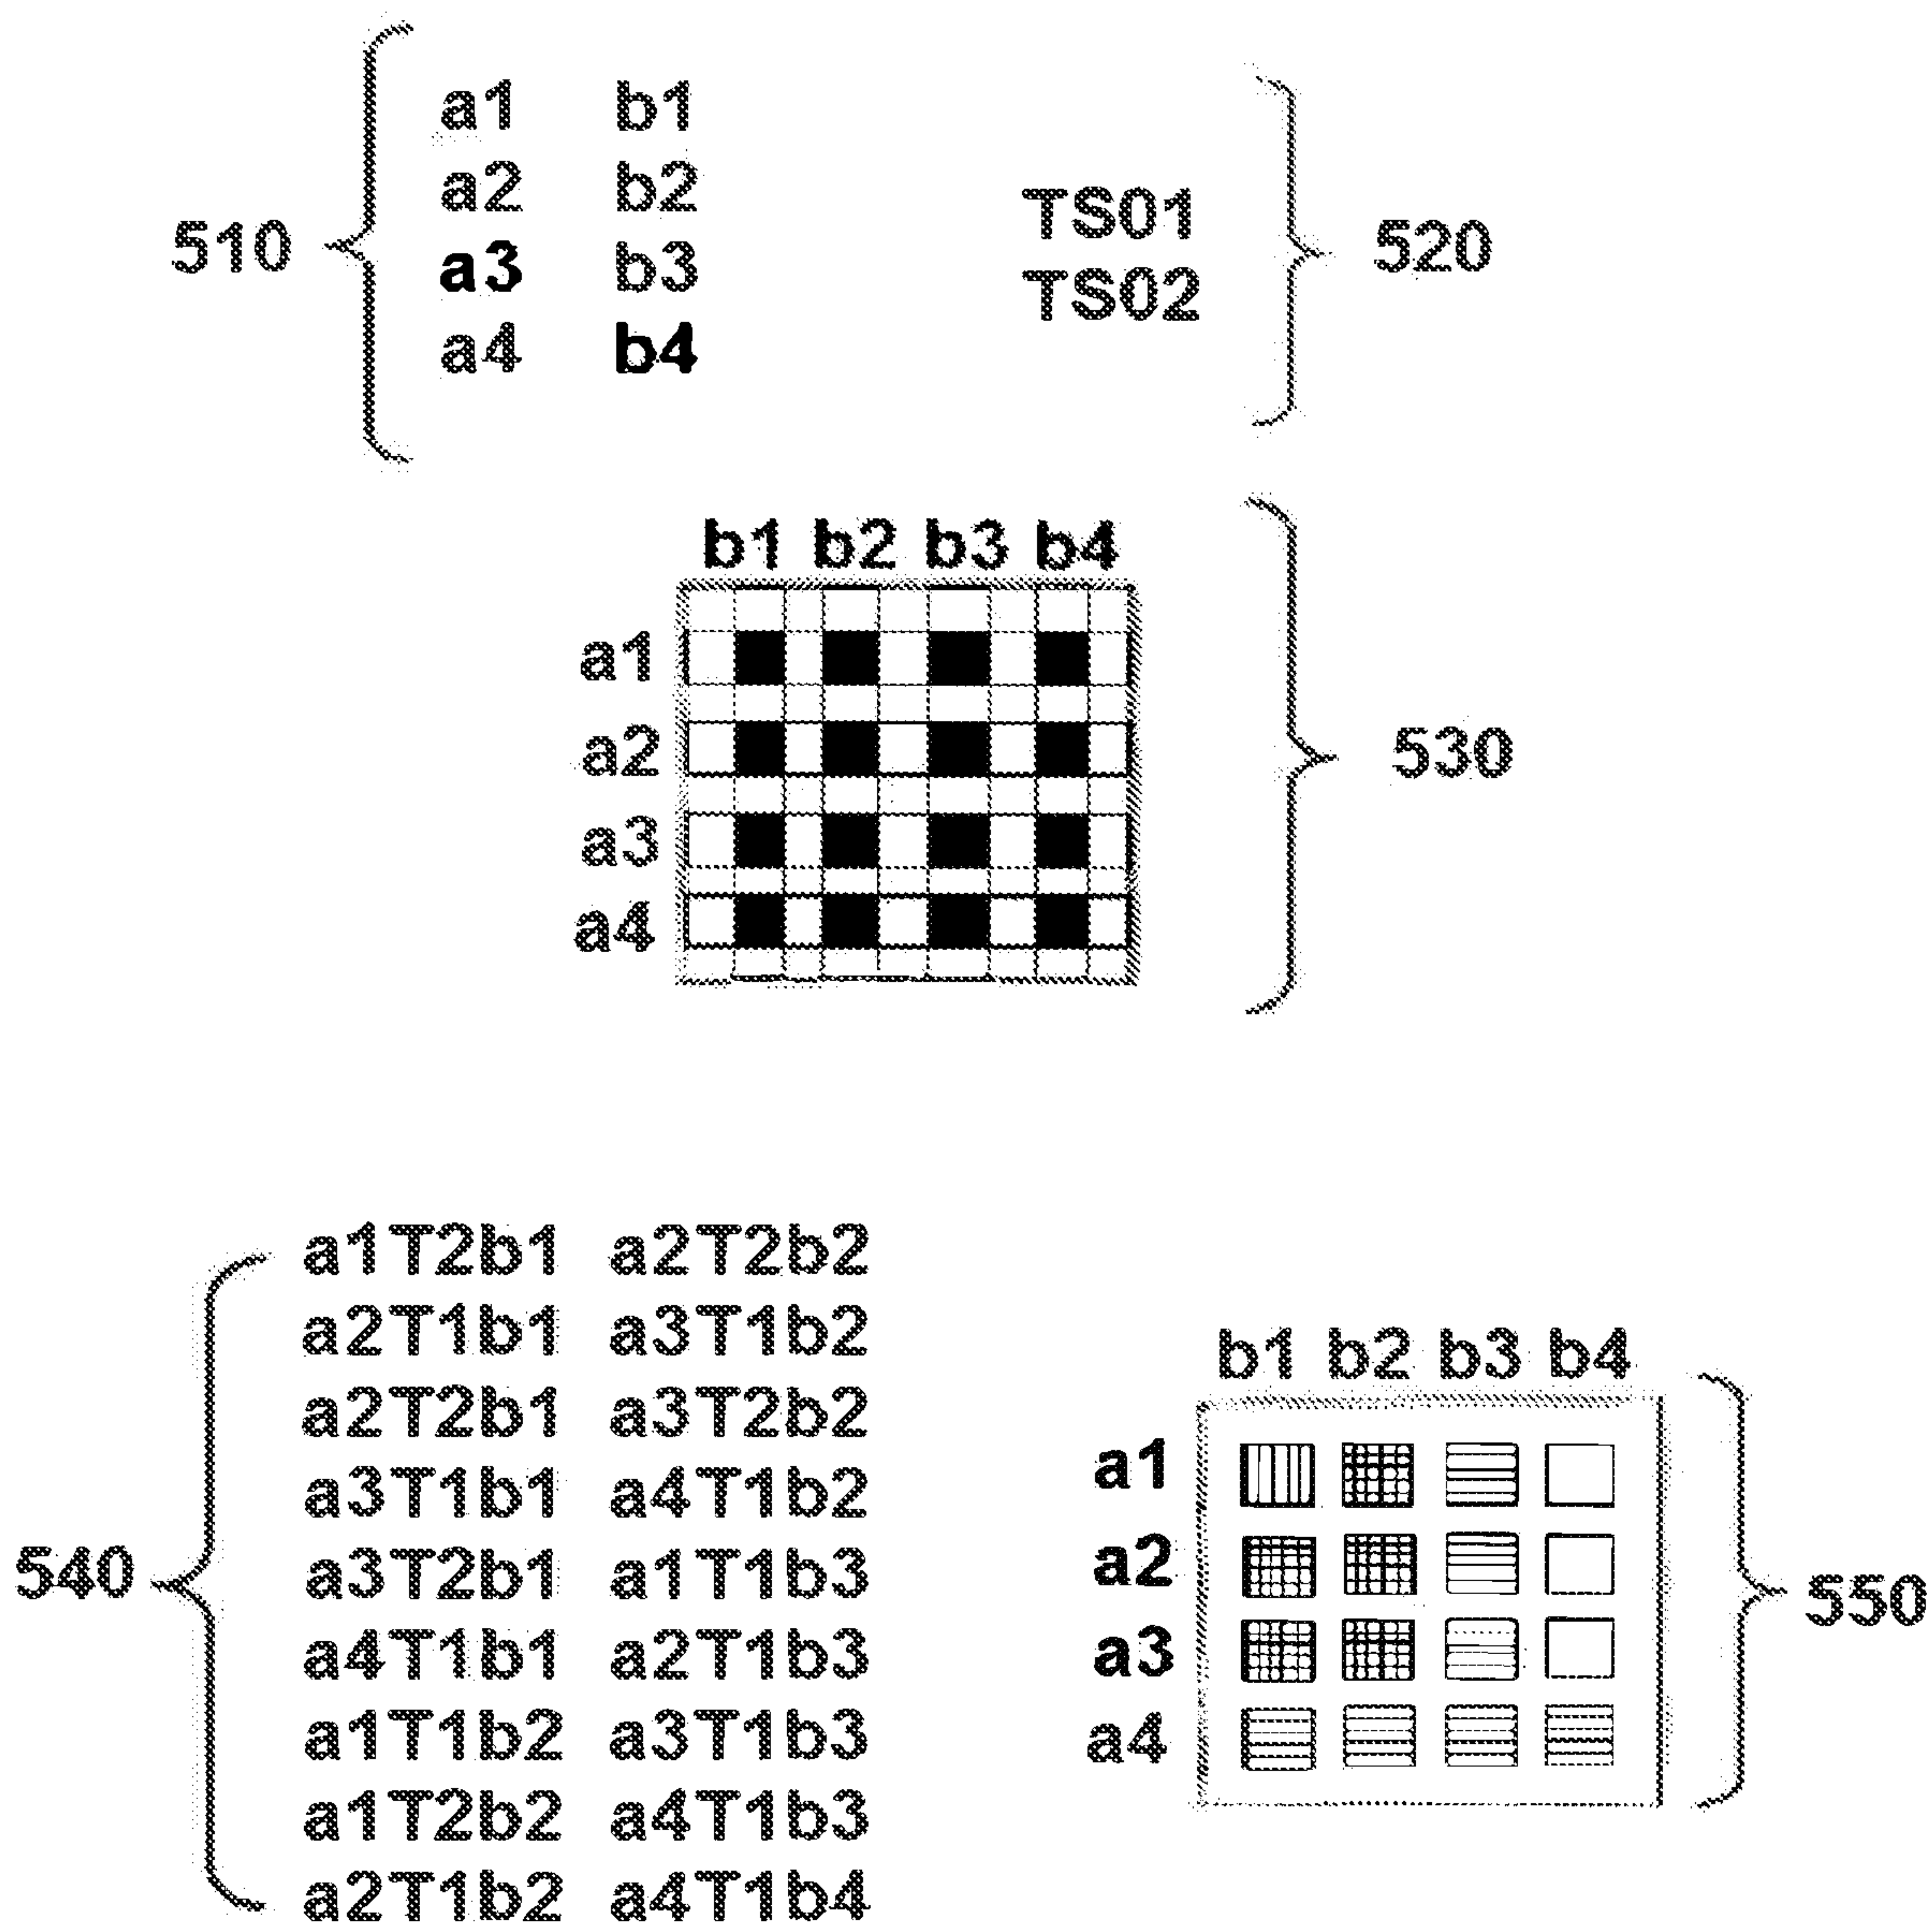 a1 b1
a2 b2
a3 b3
a4 b4
510
TS01
TS02
520
b1 b2 b3 b4
a1
a2
a3
a4
530
a1T2b1 a2T2b2
a2T1b1 a3T1b2
a2T2b1 a3T2b2
a3T1b1 a4T1b2
a3T2b1 a1T1b3
a4T1b1 a2T1b3
a1T1b2 a3T1b3
a1T2b2 a4T1b3
a2T1b2 a4T1b4
540
b1 b2 b3 b4
a1
a2
a3
a4
550